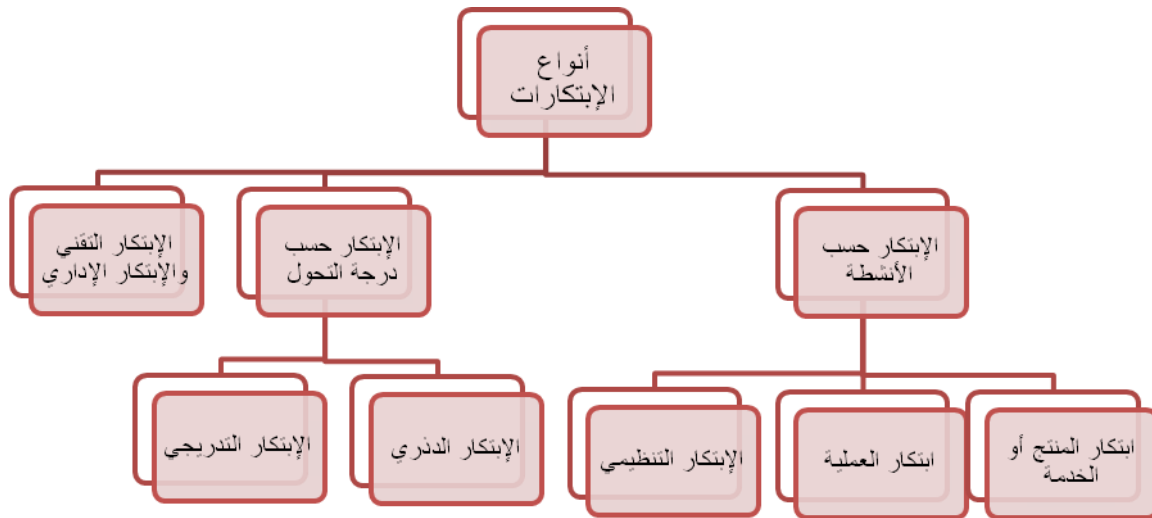 أنواع
الإبتكارات
الإبتكار حسب
الأنشطة
الإبتكار حسب
درجة التحول
الإبتكار التقني
والإبتكار الإداري
ابتكار المنتج أو
الخدمة
ابتكار العملية
الإبتكار التنظيمي
الإبتكار الدذري
الإبتكار التدريجي